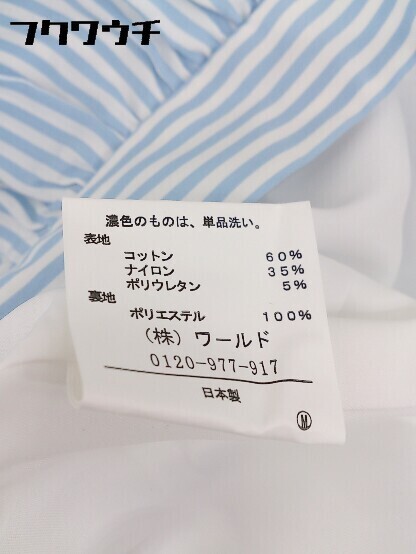 フクワウチ
濃色のものは、単品洗い。
表地
コットン 60%
ナイロン 35%
ポリウレタン 5%
裏地
ポリエステル 100%
(株)ワールド
0120-977-917
日本製
M